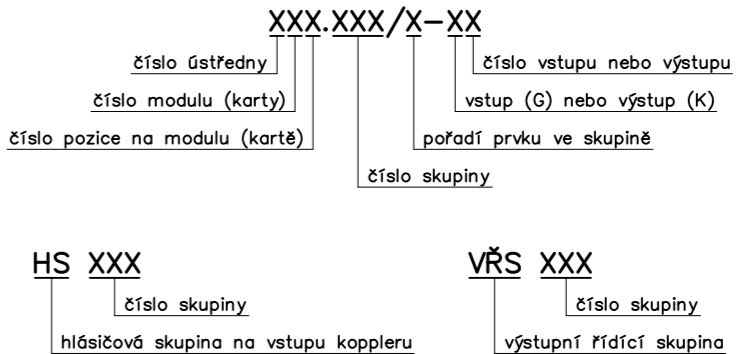 XXX.XXX/X-XX
číslo ústředny
číslo vstupu nebo výstupu
číslo modulu (karty)
vstup (G) nebo výstup (K)
číslo pozice na modulu (kartě)
pořadí prvku ve skupině
číslo skupiny
HS XXX
VŘS XXX
číslo skupiny
číslo skupiny
hlásičová skupina na vstupu koppleru
výstupní řídící skupina